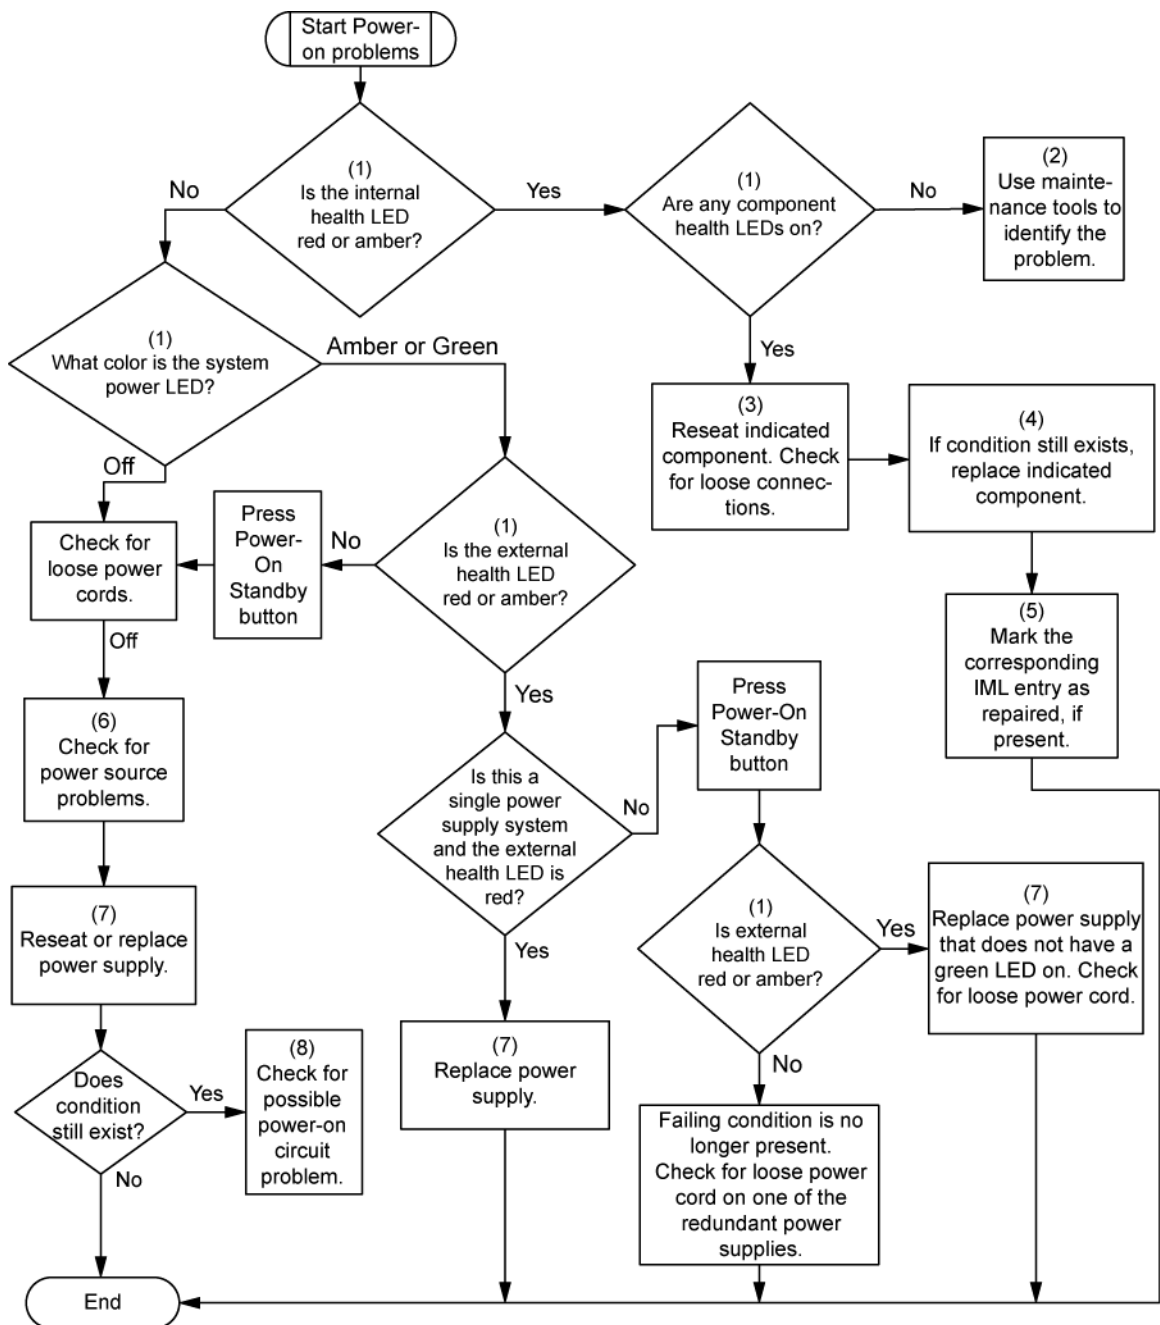 Start Power-
on problems
(1)
Is the internal
health LED
red or amber?
No
Yes
(1)
Are any component
health LEDs on?
No
(2)
Use mainte-
nance tools to
identify the
problem.
Yes
(1)
What color is the system
power LED?
Amber or Green
Off
(3)
Reseat indicated
component. Check
for loose connec-
tions.
(4)
If condition still exists,
replace indicated
component.
(5)
Mark the
corresponding
IML entry as
repaired, if
present.
Check for
loose power
cords.
Press
Power-
On
Standby
button
No
(1)
Is the external
health LED
red or amber?
Off
Yes
(6)
Check for
power source
problems.
Is this a
single power
supply system
and the external
health LED is
red?
No
Press
Power-On
Standby
button
Yes
(7)
Reseat or replace
power supply.
(1)
Is external
health LED
red or amber?
Yes
(7)
Replace power supply
that does not have a
green LED on. Check
for loose power cord.
No
(7)
Replace power
supply.
Does
condition
still exist?
Yes
(8)
Check for
possible
power-on
circuit
problem.
No
Failing condition is no
longer present.
Check for loose power
cord on one of the
redundant power
supplies.
End